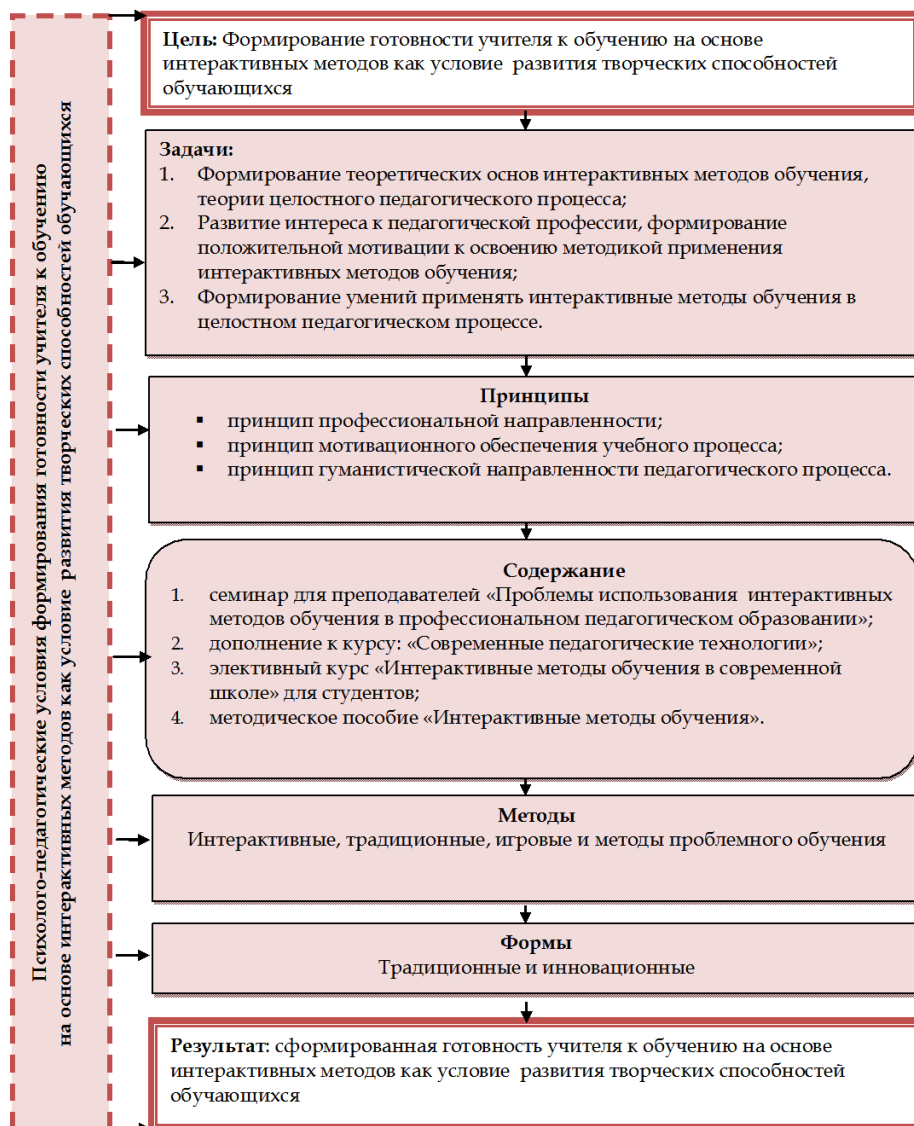 Психолого-педагогические условия формирования готовности учителя к обучению
на основе интерактивных методов как условие развития творческих способностей обучающихся
Цель: Формирование готовности учителя к обучению на основе
интерактивных методов как условие развития творческих способностей
обучающихся
Задачи:
1. Формирование теоретических основ интерактивных методов обучения,
теории целостного педагогического процесса;
2. Развитие интереса к педагогической профессии, формирование
положительной мотивации к освоению методикой применения
интерактивных методов обучения;
3. Формирование умений применять интерактивные методы обучения в
целостном педагогическом процессе.
Принципы
▪ принцип профессиональной направленности;
▪ принцип мотивационного обеспечения учебного процесса;
▪ принцип гуманистической направленности педагогического процесса.
Содержание
1. семинар для преподавателей «Проблемы использования интерактивных
методов обучения в профессиональном педагогическом образовании»;
2. дополнение к курсу: «Современные педагогические технологии»;
3. элективный курс «Интерактивные методы обучения в современной
школе» для студентов;
4. методическое пособие «Интерактивные методы обучения».
Методы
Интерактивные, традиционные, игровые и методы проблемного обучения
Формы
Традиционные и инновационные
Результат: сформированная готовность учителя к обучению на основе
интерактивных методов как условие развития творческих способностей
обучающихся